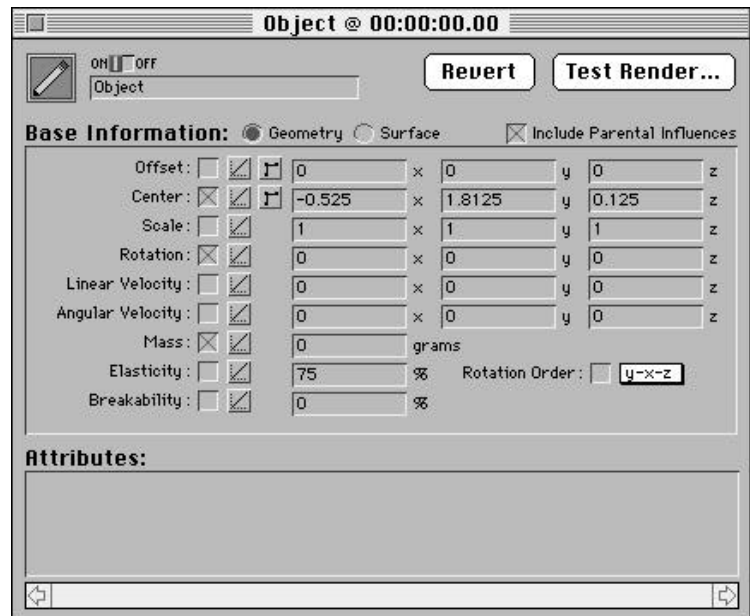 Object @ 00:00:00.00
ON OFF
Object
Revert
Test Render...
Base Information: Geometry Surface Include Parental Influences
Offset: 0 x 0 y 0 z
Center: -0.525 x 1.8125 y 0.125 z
Scale: 1 x 1 y 1 z
Rotation: 0 x 0 y 0 z
Linear Velocity: 0 x 0 y 0 z
Angular Velocity: 0 x 0 y 0 z
Mass: 0 grams
Elasticity: 75 % Rotation Order: y-x-z
Breakability: 0 %
Attributes: